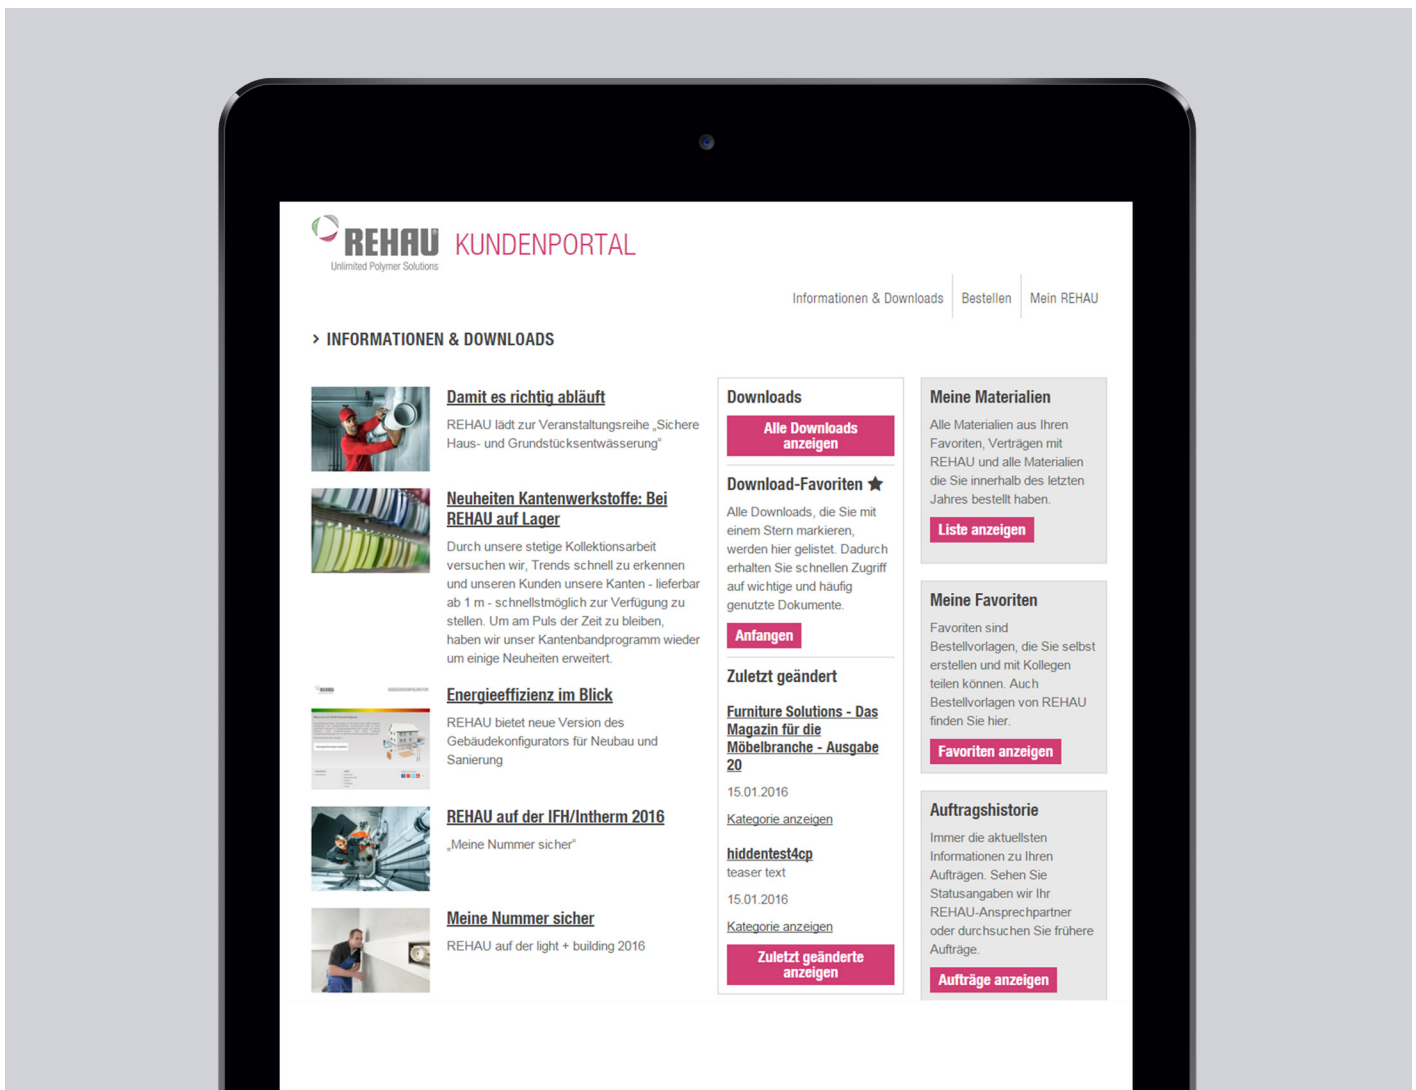 REHAU KUNDENPORTAL
Unlimited Polymer Solutions
Informationen & Downloads
Bestellen
Mein REHAU
> INFORMATIONEN & DOWNLOADS
Damit es richtig abläuft
REHAU lädt zur Veranstaltungsreihe „Sichere
Haus- und Grundstücksentwässerung“
Neuheiten Kantenwerkstoffe: Bei
REHAU auf Lager
Durch unsere stetige Kollektionsarbeit
versuchen wir, Trends schnell zu erkennen
und unseren Kunden unsere Kanten - lieferbar
ab 1 m - schnellstmöglich zur Verfügung zu
stellen. Um am Puls der Zeit zu bleiben,
haben wir unser Kantenbandprogramm wieder
um einige Neuheiten erweitert.
REHAU
Energieeffizienz im Blick
REHAU bietet neue Version des
Gebäudekonfigurators für Neubau und
Sanierung
REHAU auf der IFH/Intherm 2016
„Meine Nummer sicher“
Meine Nummer sicher
REHAU auf der light + building 2016
Downloads
Alle Downloads
anzeigen
Download-Favoriten ★
Alle Downloads, die Sie mit
einem Stern markieren,
werden hier gelistet. Dadurch
erhalten Sie schnellen Zugriff
auf wichtige und häufig
genutzte Dokumente.
Anfangen
Zuletzt geändert
Furniture Solutions - Das
Magazin für die
Möbelbranche - Ausgabe
20
15.01.2016
Kategorie anzeigen
hiddentest4cp
teaser text
15.01.2016
Kategorie anzeigen
Zuletzt geänderte
anzeigen
Meine Materialien
Alle Materialien aus Ihren
Favoriten, Verträgen mit
REHAU und alle Materialien
die Sie innerhalb des letzten
Jahres bestellt haben.
Liste anzeigen
Meine Favoriten
Favoriten sind
Bestellvorlagen, die Sie selbst
erstellen und mit Kollegen
teilen können. Auch
Bestellvorlagen von REHAU
finden Sie hier.
Favoriten anzeigen
Auftragshistorie
Immer die aktuellsten
Informationen zu Ihren
Aufträgen. Sehen Sie
Statusangaben wir Ihr
REHAU-Ansprechpartner
oder durchsuchen Sie frühere
Aufträge.
Aufträge anzeigen